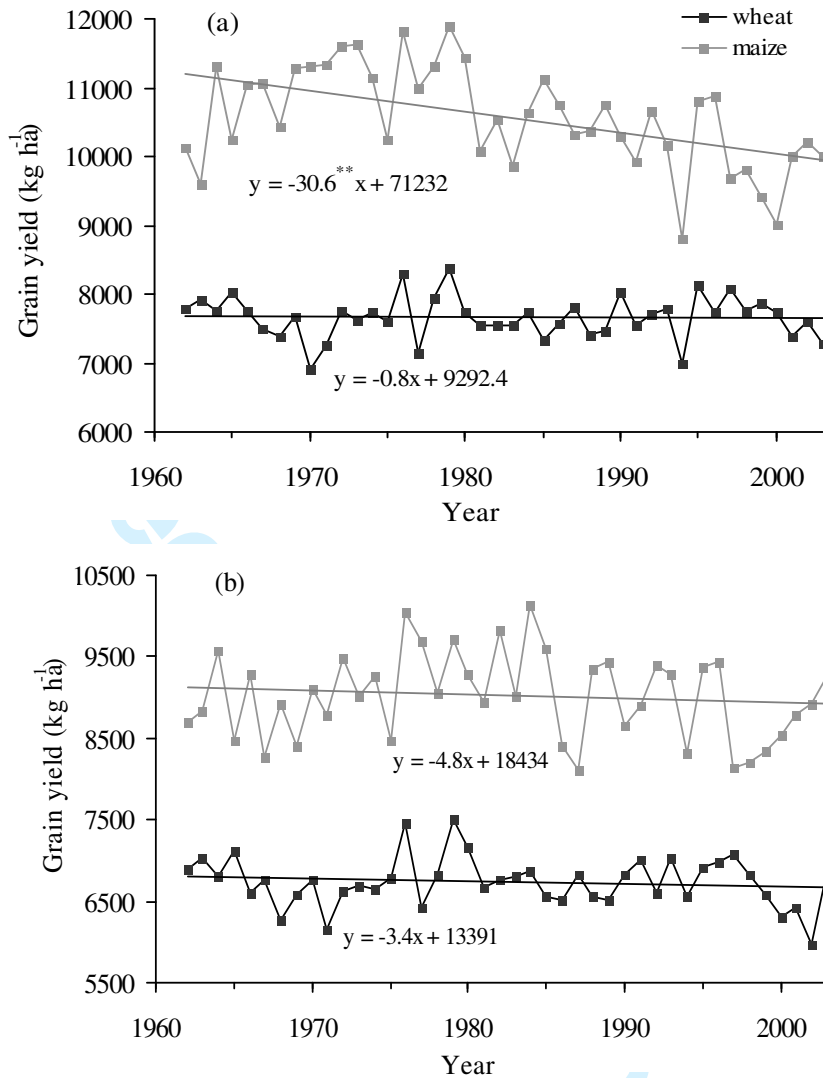 (a)
wheat
maize
12000
11000
10000
9000
8000
7000
6000
Grain yield (kg ha-1)
y = -30.6**x + 71232
y = -0.8x + 9292.4
1960 1970 1980 1990 2000
Year
(b)
10500
9500
8500
7500
6500
5500
Grain yield (kg ha-1)
y = -4.8x + 18434
y = -3.4x + 13391
1960 1970 1980 1990 2000
Year